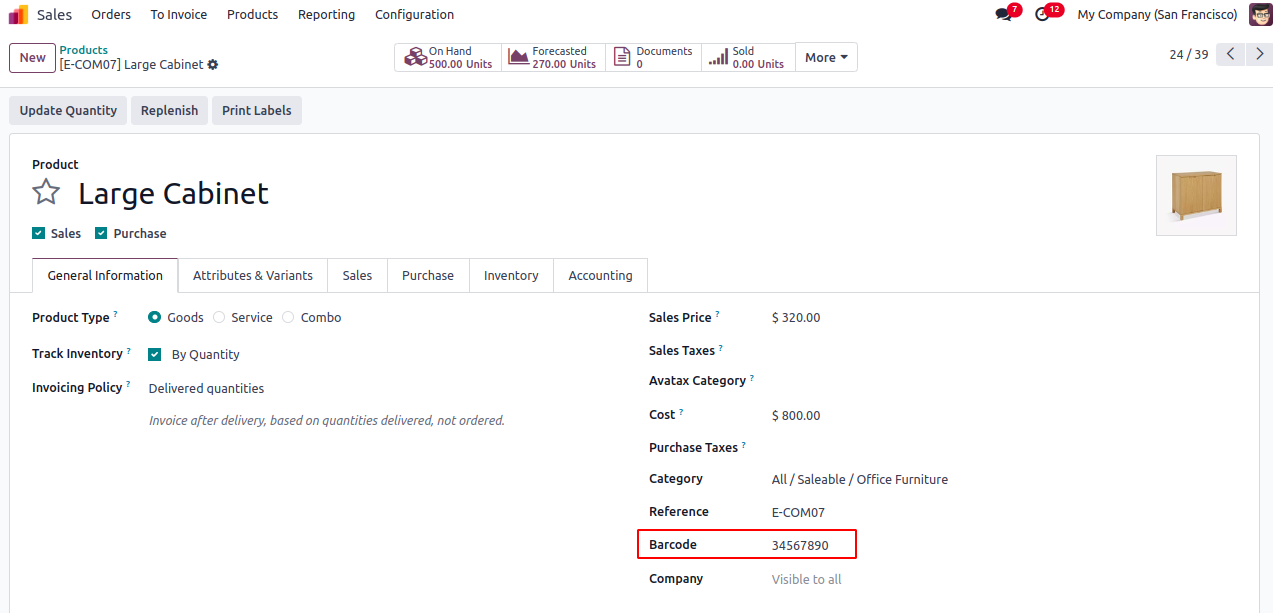 Sales Orders To Invoice Products Reporting Configuration 7 12 My Company (San Francisco)
New Products
[E-COM07] Large Cabinet
On Hand
500.00 Units
Forecasted
270.00 Units
Documents
0
Sold
0.00 Units
More
24 / 39
Update Quantity Replenish Print Labels
Product
Large Cabinet
Sales Purchase
General Information Attributes & Variants Sales Purchase Inventory Accounting
Product Type ? Goods Service Combo
Track Inventory ? By Quantity
Invoicing Policy ? Delivered quantities
Invoice after delivery, based on quantities delivered, not ordered.
Sales Price ? $ 320.00
Sales Taxes ?
Avatax Category ?
Cost ? $ 800.00
Purchase Taxes ?
Category All / Saleable / Office Furniture
Reference E-COM07
Barcode 34567890
Company Visible to all